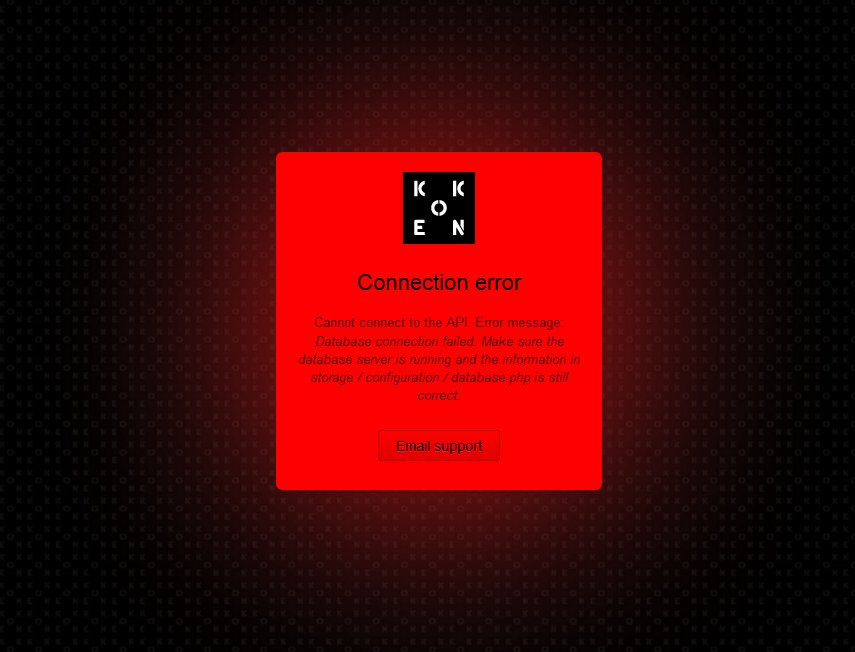 K K
O
E N
Connection error
Cannot connect to the API. Error message:
Database connection failed. Make sure the
database server is running and the information in
storage / configuration / database.php is still
correct.
Email support